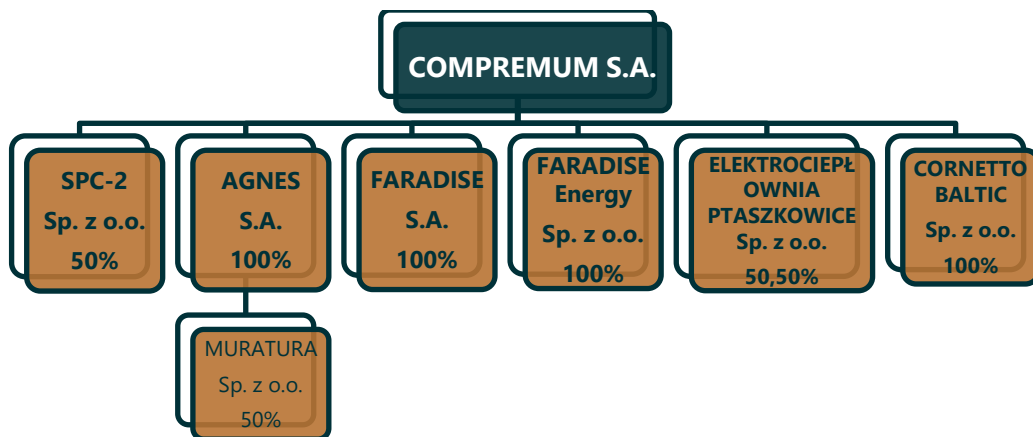 COMPREMUM S.A.
SPC-2
Sp. z o.o.
50%
AGNES
S.A.
100%
FARADISE
S.A.
100%
FARADISE
Energy
Sp. z o.o.
100%
ELEKTROCIEPŁ
OWNIA
PTASZKOWICE
Sp. z o.o.
50,50%
CORNETTO
BALTIC
Sp. z o.o.
100%
MURATURA
Sp. z o.o.
50%